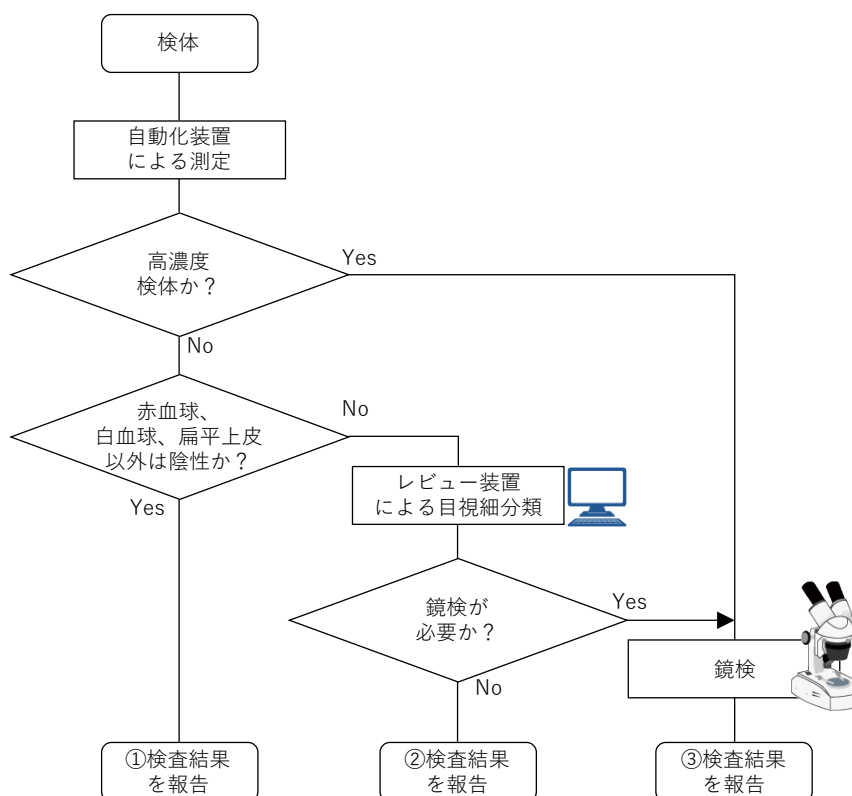 検体
自動化装置
による測定
高濃度
検体か？
Yes
No
赤血球、
白血球、扁平上皮
以外は陰性か？
No
Yes
レビュー装置
による目視細分類
鏡検が
必要か？
Yes
No
鏡検
①検査結果
を報告
②検査結果
を報告
③検査結果
を報告